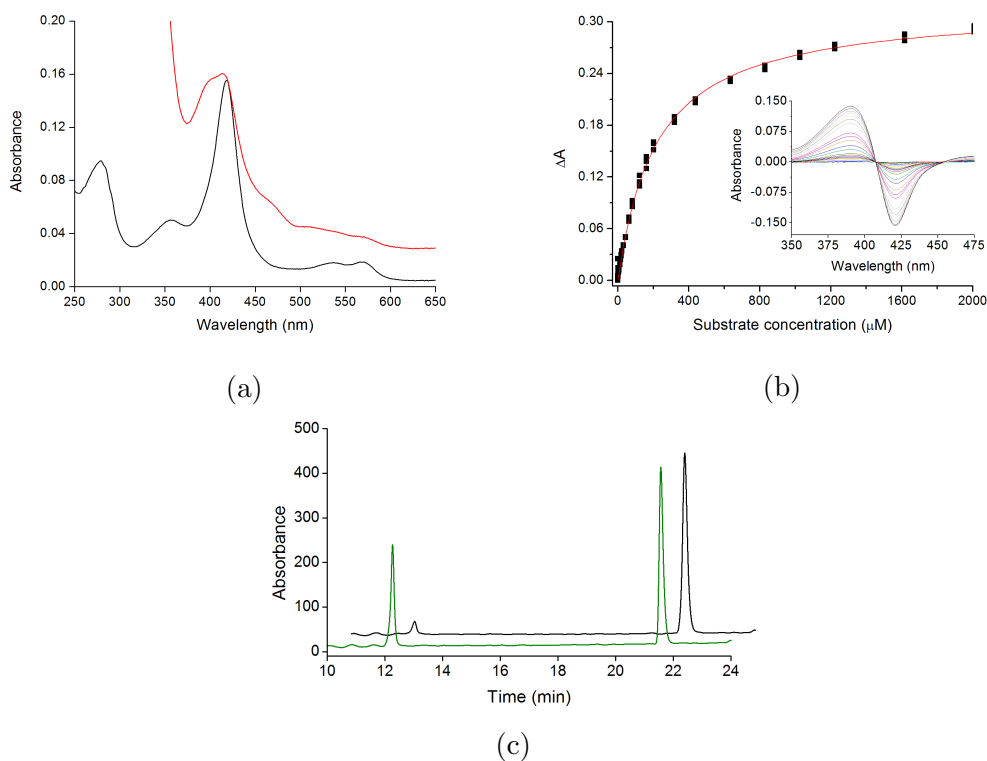 0.20
0.16
0.12
0.08
0.04
0.00
Absorbance
250 300 350 400 450 500 550 600 650
Wavelength (nm)
(a)
0.30
0.24
0.18
0.12
0.06
0.00
ΔA
0 400 800 1200 1600 2000
Substrate concentration (μM)
0.150
0.075
0.000
-0.075
-0.150
Absorbance
350 375 400 425 450 475
Wavelength (nm)
(b)
500
400
300
200
100
0
Absorbance
10 12 14 16 18 20 22 24
Time (min)
(c)